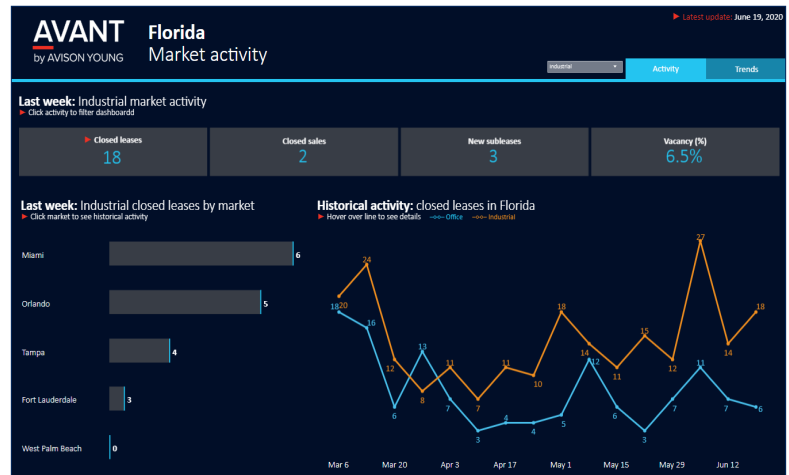 Latest update: June 19, 2020
AVANT
by AVISON YOUNG
Florida
Market activity
Industrial
Activity
Trends
Last week: Industrial market activity
Click activity to filter dashboardd
Closed leases
18
Closed sales
2
New subleases
3
Vacancy (%)
6.5%
Last week: Industrial closed leases by market
Click market to see historical activity
Miami 6
Orlando 5
Tampa 4
Fort Lauderdale 3
West Palm Beach 0
Historical activity: closed leases in Florida
Hover over line to see details Office Industrial
27
24
18 20
16
13
12
8
6
11
7
7
3
11
4
10
4
18
5
14
12
11
6
15
3
12
7
11
14
7
18
6
Mar 6 Mar 20 Apr 3 Apr 17 May 1 May 15 May 29 Jun 12